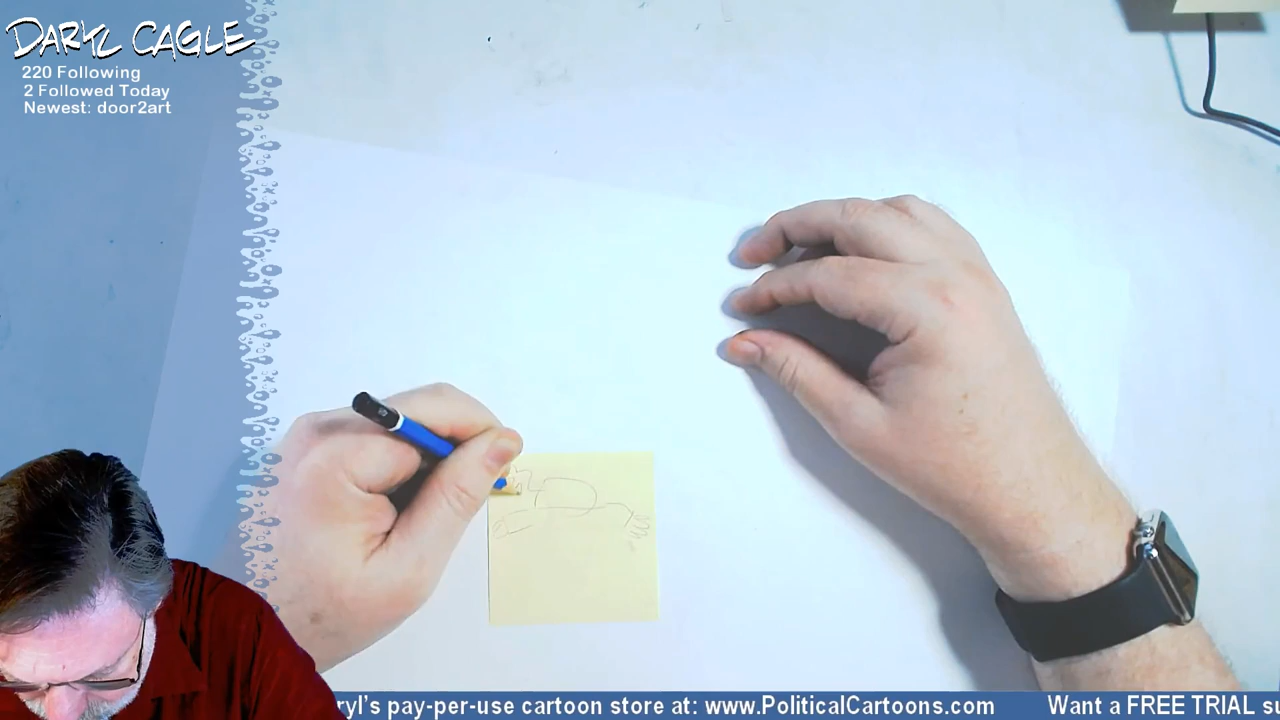 DARYL CAGLE
220 Following
2 Followed Today
Newest: door2art
ryl's pay-per-use cartoon store at: www.PoliticalCartoons.com Want a FREE TRIAL su